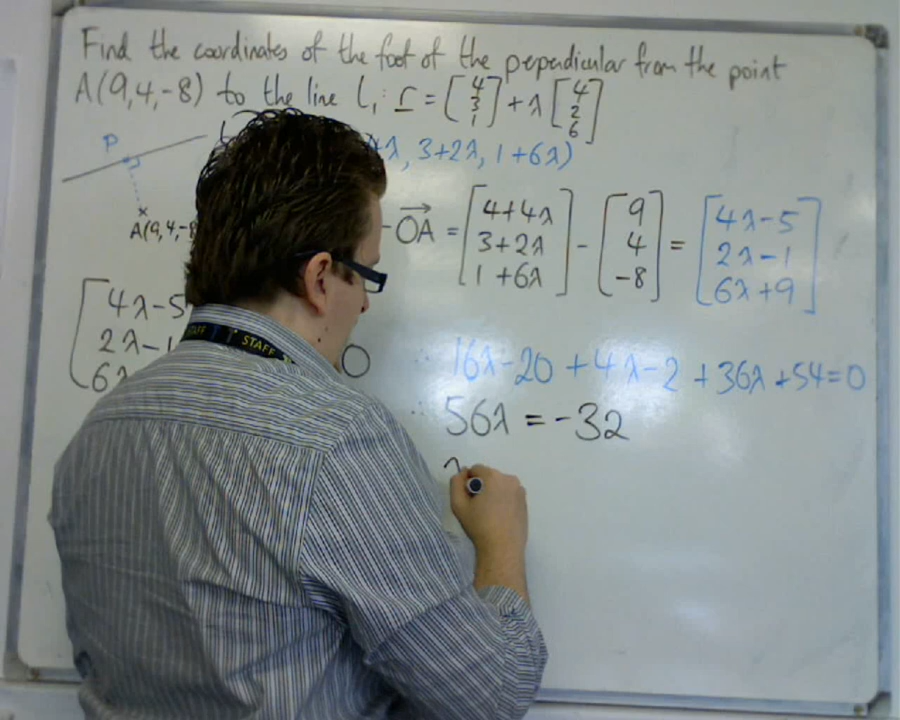 Find the coordinates of the foot of the perpendicular from the point
A(9,4,-8) to the line l₁: r = [4 3 1] + λ [4 2 6]
λ, 3+2λ, 1+6λ)
P
A(9,4,-8
-OA = [4+4λ 3+2λ 1+6λ] - [9 4 -8] = [4λ-5 2λ-1 6λ+9]
[4λ-5 2λ-1 6λ
0 ∴ 16λ-20+4λ-2+36λ+54=0
∴ 56λ = -32
STAFF STAFF